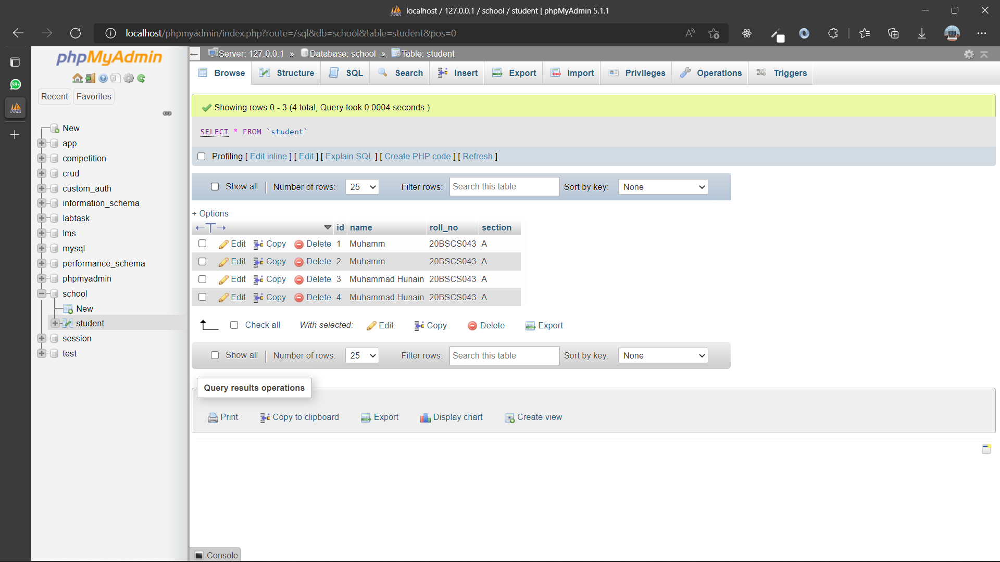 localhost / 127.0.0.1 / school / student | phpMyAdmin 5.1.1
localhost/phpmyadmin/index.php?route=/sql&db=school&table=student&pos=0
99+
phpMyAdmin
Recent Favorites
New
app
competition
crud
custom_auth
information_schema
labtask
lms
mysql
performance_schema
phpmyadmin
school
New
student
session
test
Server: 127.0.0.1 » Database: school » Table: student
Browse Structure SQL Search Insert Export Import Privileges Operations Triggers
Showing rows 0 - 3 (4 total, Query took 0.0004 seconds.)
SELECT * FROM `student`
Profiling [ Edit inline ] [ Edit ] [ Explain SQL ] [ Create PHP code ] [ Refresh ]
Show all | Number of rows: 25 Filter rows: Search this table Sort by key: None
+ Options
←T→ id name roll_no section
Edit Copy Delete 1 Muhamm 20BSCS043 A
Edit Copy Delete 2 Muhamm 20BSCS043 A
Edit Copy Delete 3 Muhammad Hunain 20BSCS043 A
Edit Copy Delete 4 Muhammad Hunain 20BSCS043 A
Check all With selected: Edit Copy Delete Export
Show all | Number of rows: 25 Filter rows: Search this table Sort by key: None
Query results operations
Print Copy to clipboard Export Display chart Create view
Console